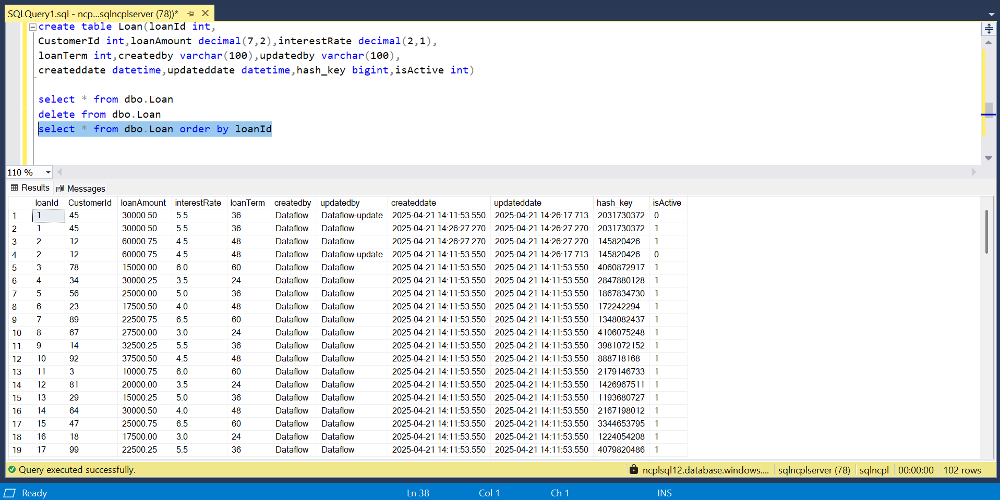 SQLQuery1.sql - ncp...sqlncplserver (78))*
create table Loan(loanId int,
CustomerId int,loanAmount decimal(7,2),interestRate decimal(2,1),
loanTerm int,createdby varchar(100),updatedby varchar(100),
createddate datetime,updateddate datetime,hash_key bigint,isActive int)
select * from dbo.Loan
delete from dbo.Loan
select * from dbo.Loan order by loanId
110 %
Results Messages
loanId CustomerId loanAmount interestRate loanTerm createdby updatedby createddate updateddate hash_key isActive
1 1 45 30000.50 5.5 36 Dataflow Dataflow-update 2025-04-21 14:11:53.550 2025-04-21 14:26:17.713 2031730372 0
2 1 45 30000.50 5.5 36 Dataflow Dataflow 2025-04-21 14:26:27.270 2025-04-21 14:26:27.270 2031730372 1
3 2 12 60000.75 4.5 48 Dataflow Dataflow 2025-04-21 14:26:27.270 2025-04-21 14:26:27.270 145820426 1
4 2 12 60000.75 4.5 48 Dataflow Dataflow-update 2025-04-21 14:11:53.550 2025-04-21 14:26:17.713 145820426 0
5 3 78 15000.00 6.0 60 Dataflow Dataflow 2025-04-21 14:11:53.550 2025-04-21 14:11:53.550 4060872917 1
6 4 34 30000.25 3.5 24 Dataflow Dataflow 2025-04-21 14:11:53.550 2025-04-21 14:11:53.550 2847880128 1
7 5 56 25000.00 5.0 36 Dataflow Dataflow 2025-04-21 14:11:53.550 2025-04-21 14:11:53.550 1867834730 1
8 6 23 17500.50 4.0 48 Dataflow Dataflow 2025-04-21 14:11:53.550 2025-04-21 14:11:53.550 172242294 1
9 7 89 22500.75 6.5 60 Dataflow Dataflow 2025-04-21 14:11:53.550 2025-04-21 14:11:53.550 1348082437 1
10 8 67 27500.00 3.0 24 Dataflow Dataflow 2025-04-21 14:11:53.550 2025-04-21 14:11:53.550 4106075248 1
11 9 14 32500.25 5.5 36 Dataflow Dataflow 2025-04-21 14:11:53.550 2025-04-21 14:11:53.550 3981072152 1
12 10 92 37500.50 4.5 48 Dataflow Dataflow 2025-04-21 14:11:53.550 2025-04-21 14:11:53.550 888718168 1
13 11 3 10000.75 6.0 60 Dataflow Dataflow 2025-04-21 14:11:53.550 2025-04-21 14:11:53.550 2179146733 1
14 12 81 20000.00 3.5 24 Dataflow Dataflow 2025-04-21 14:11:53.550 2025-04-21 14:11:53.550 1426967511 1
15 13 29 15000.25 5.0 36 Dataflow Dataflow 2025-04-21 14:11:53.550 2025-04-21 14:11:53.550 1193680727 1
16 14 64 30000.50 4.0 48 Dataflow Dataflow 2025-04-21 14:11:53.550 2025-04-21 14:11:53.550 2167198012 1
17 15 47 25000.75 6.5 60 Dataflow Dataflow 2025-04-21 14:11:53.550 2025-04-21 14:11:53.550 3344653795 1
18 16 18 17500.00 3.0 24 Dataflow Dataflow 2025-04-21 14:11:53.550 2025-04-21 14:11:53.550 1224054208 1
19 17 99 22500.25 5.5 36 Dataflow Dataflow 2025-04-21 14:11:53.550 2025-04-21 14:11:53.550 4079820486 1
Query executed successfully. ncplsql12.database.windows.... sqlncplserver (78) sqlncpl 00:00:00 102 rows
Ready Ln 38 Col 1 Ch 1 INS